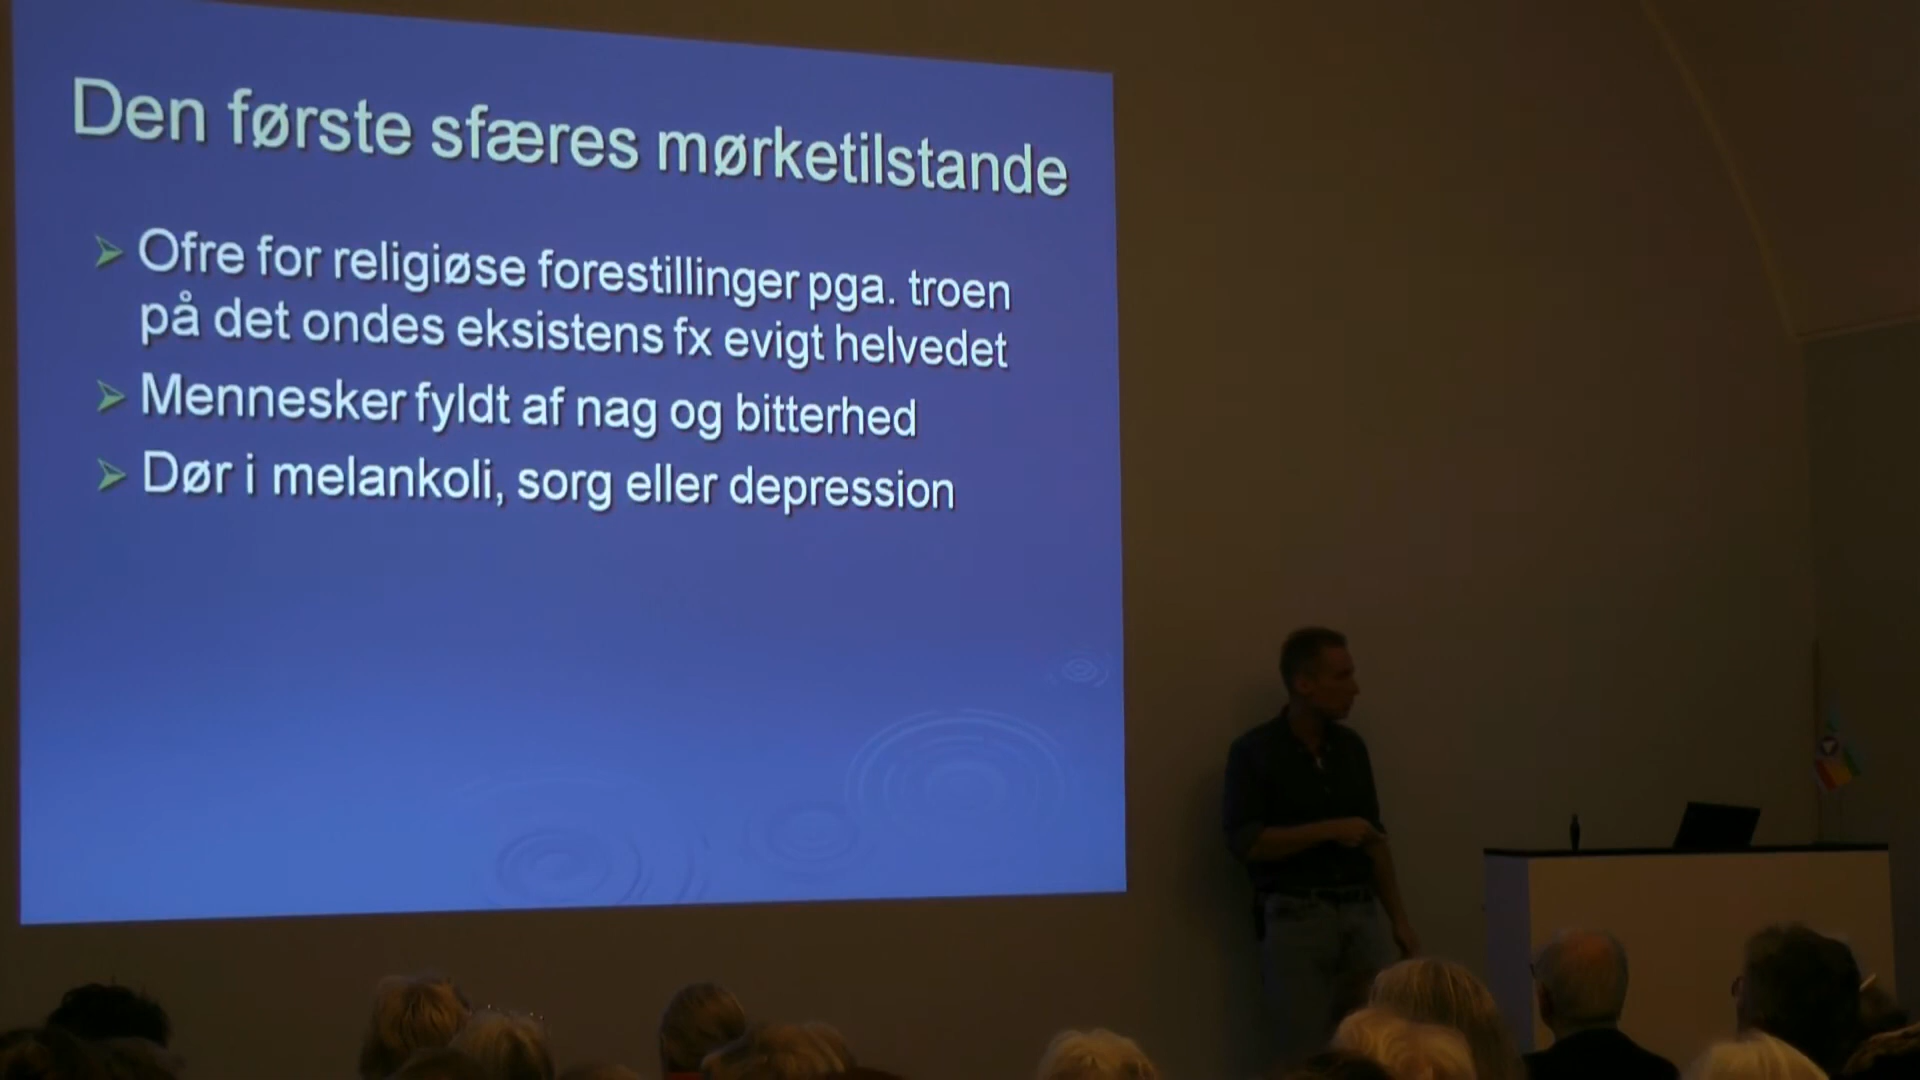 Den første sfæres mørketilstande
Ofre for religiøse forestillinger pga. troen
på det ondes eksistens fx evigt helvedet
Mennesker fyldt af nag og bitterhed
Dør i melankoli, sorg eller depression